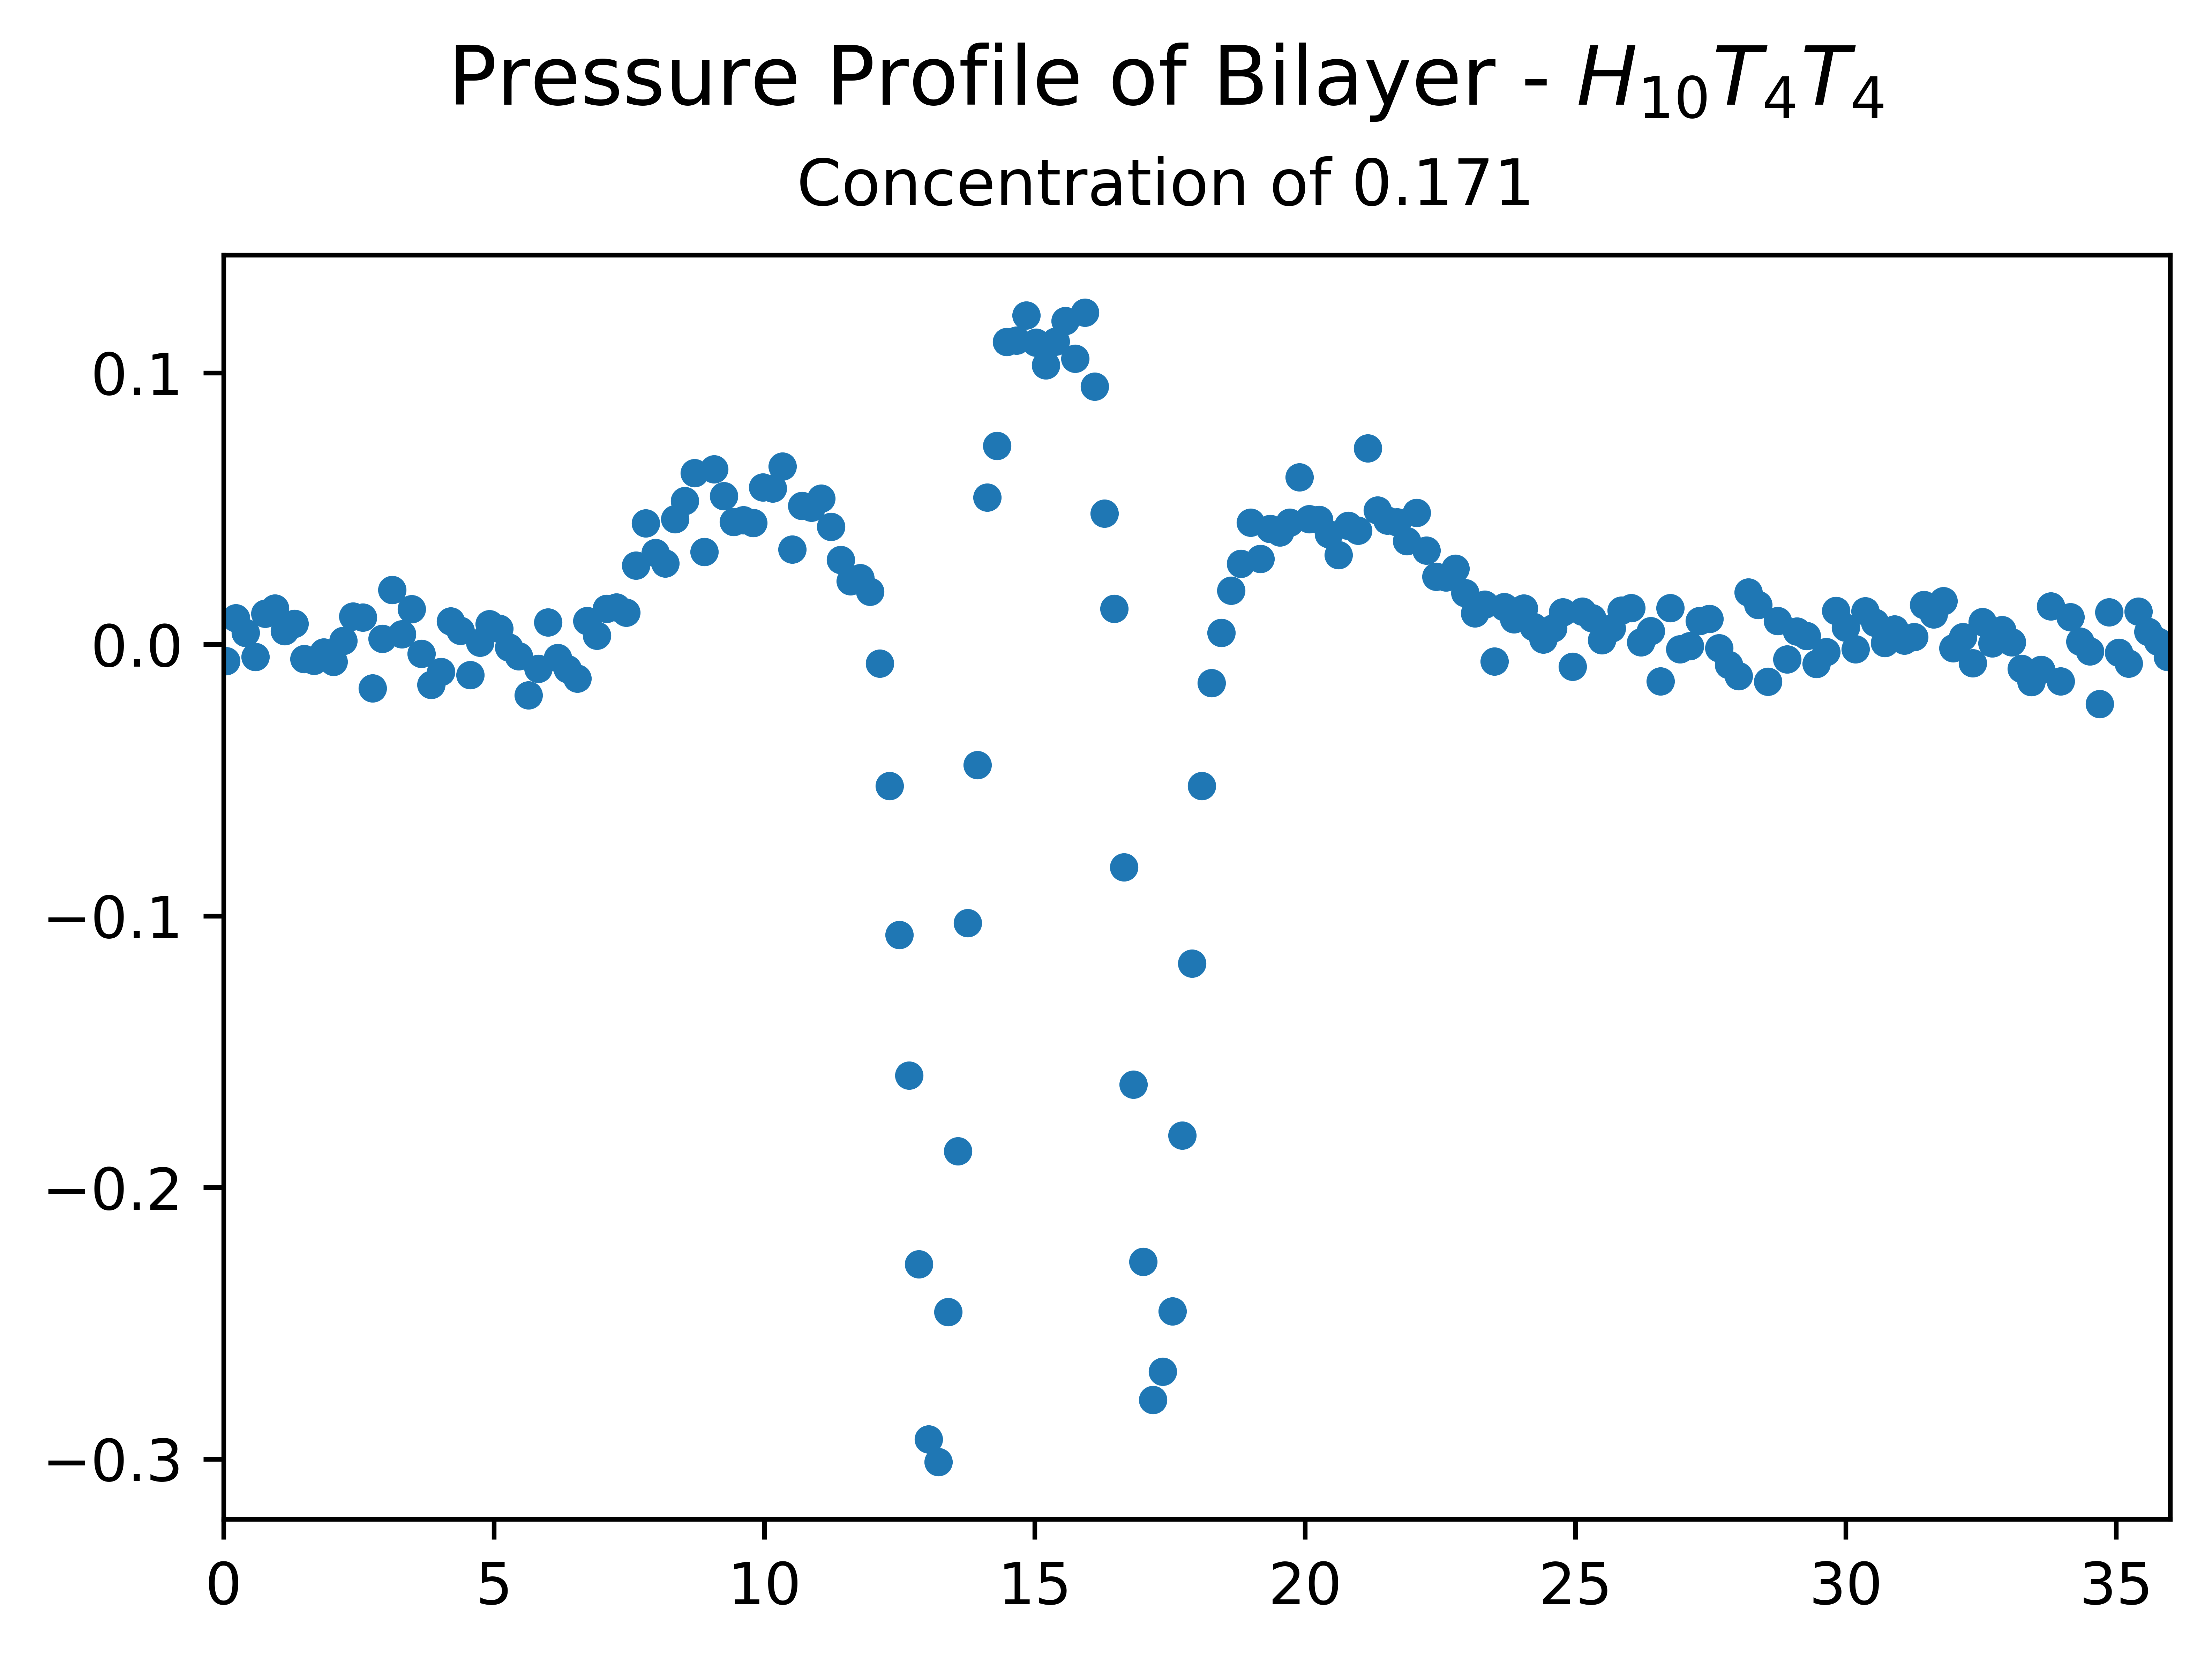 Pressure Profile of Bilayer - H₁₀T₄T₄
Concentration of 0.171
0.1
0.0
−0.1
−0.2
−0.3
0 5 10 15 20 25 30 35